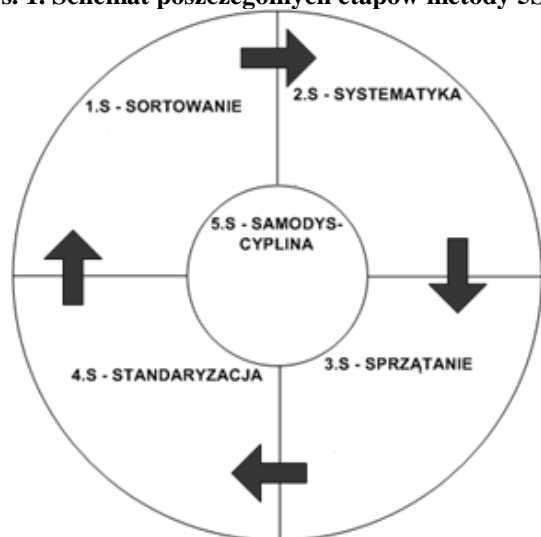 s. 1. Schemat poszczególnych etapów metody 5S
1.S - SORTOWANIE
2.S - SYSTEMATYKA
5.S - SAMODYS-
CYPLINA
3.S - SPRZĄTANIE
4.S - STANDARYZACJA